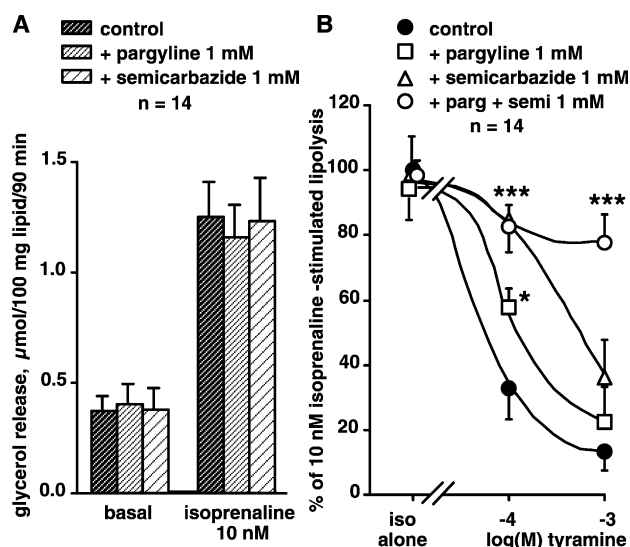 A
control
+ pargyline 1 mM
+ semicarbazide 1 mM
n = 14
glycerol release, µmol/100 mg lipid/90 min
1.5
1.0
0.5
0.0
basal
isoprenaline
10 nM
B
control
+ pargyline 1 mM
+ semicarbazide 1 mM
+ parg + semi 1 mM
n = 14
% of 10 nM isoprenaline -stimulated lipolysis
120
100
80
60
40
20
0
***
***
*
iso
alone
-4
-3
log(M) tyramine